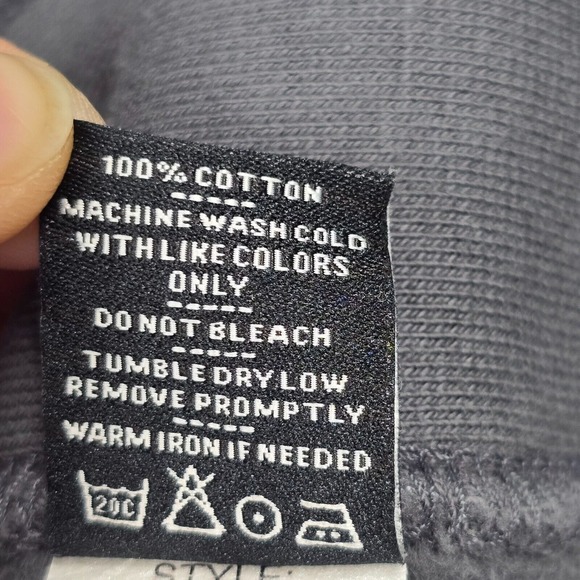 100% COTTON
-----
MACHINE WASH COLD
WITH LIKE COLORS
ONLY
-----
DO NOT BLEACH
-----
TUMBLE DRY LOW
REMOVE PROMPTLY
-----
WARM IRON IF NEEDED
20C
STYLE: